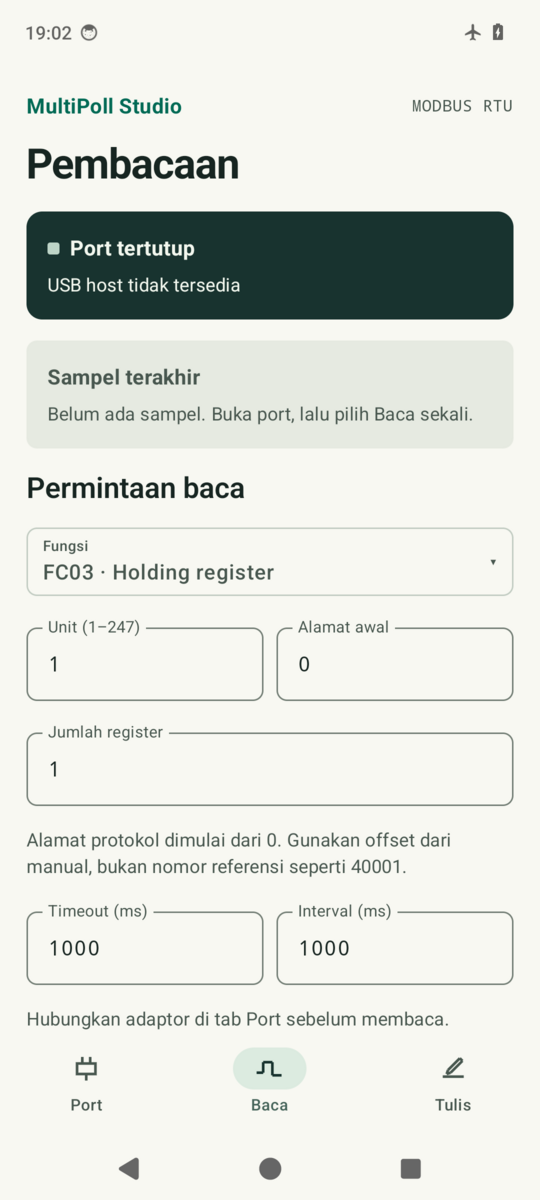 19:02
MultiPoll Studio
MODBUS RTU
Pembacaan
Port tertutup
USB host tidak tersedia
Sampel terakhir
Belum ada sampel. Buka port, lalu pilih Baca sekali.
Permintaan baca
Fungsi
FC03 · Holding register
Unit (1–247)
1
Alamat awal
0
Jumlah register
1
Alamat protokol dimulai dari 0. Gunakan offset dari
manual, bukan nomor referensi seperti 40001.
Timeout (ms)
1000
Interval (ms)
1000
Hubungkan adaptor di tab Port sebelum membaca.
Port
Baca
Tulis